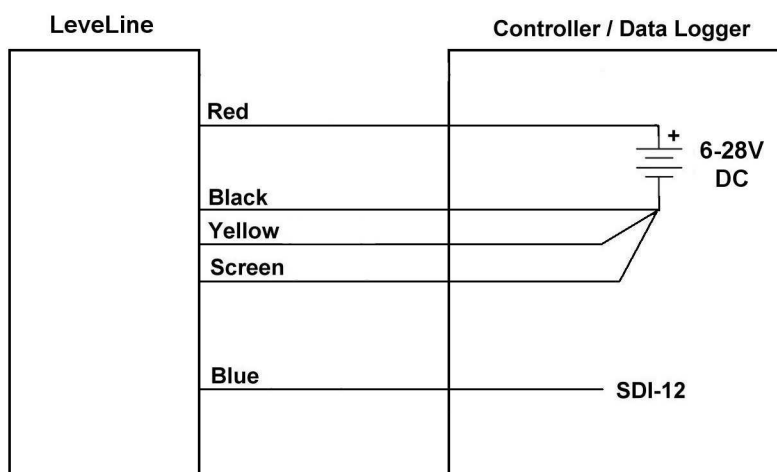 LeveLine
Controller / Data Logger
Red
+
6-28V
DC
Black
Yellow
Screen
Blue
SDI-12